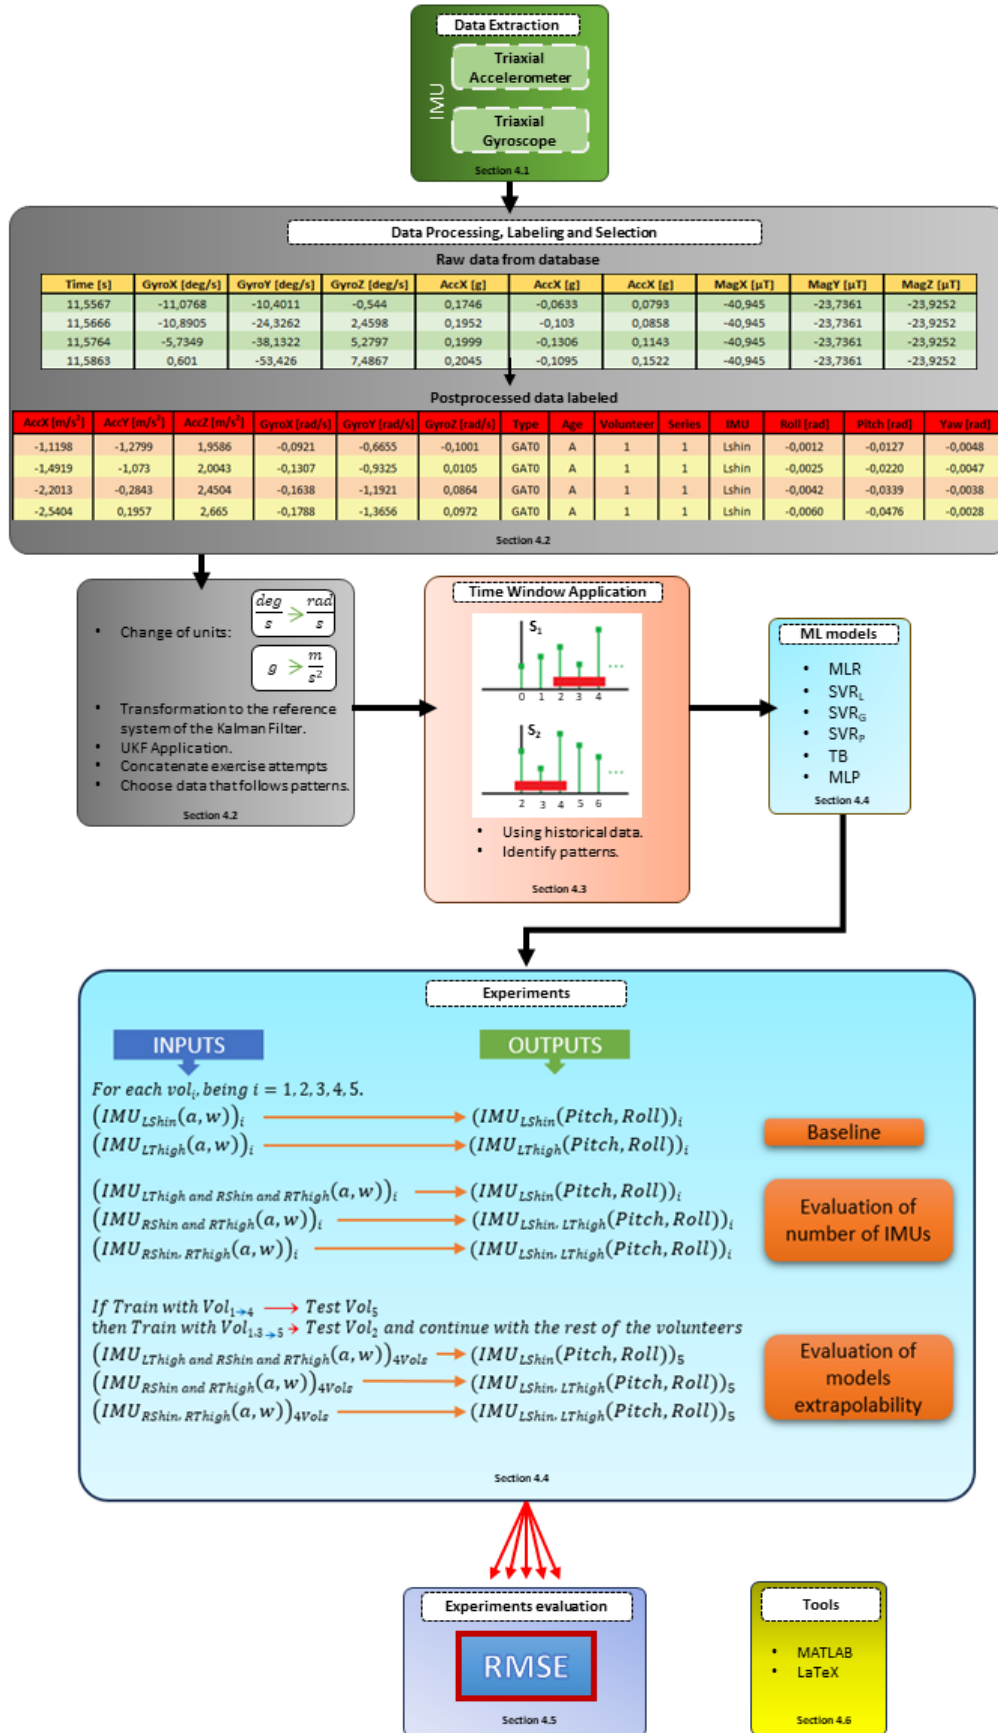 Data Extraction
IMU
Triaxial
Accelerometer
Triaxial
Gyroscope
Section 4.1
Data Processing, Labeling and Selection
Raw data from database
Time [s] GyroX [deg/s] GyroY [deg/s] GyroZ [deg/s] AccX [g] AccX [g] AccX [g] MagX [µT] MagY [µT] MagZ [µT]
11,5567 -11,0768 -10,4011 -0,544 0,1746 -0,0633 0,0793 -40,945 -23,7361 -23,9252
11,5666 -10,8905 -24,3262 2,4598 0,1952 -0,103 0,0858 -40,945 -23,7361 -23,9252
11,5764 -5,7349 -38,1322 5,2797 0,1999 -0,1306 0,1143 -40,945 -23,7361 -23,9252
11,5863 0,601 -53,426 7,4867 0,2045 -0,1095 0,1522 -40,945 -23,7361 -23,9252
Postprocessed data labeled
AccX [m/s²] AccY [m/s²] AccZ [m/s²] GyroX [rad/s] GyroY [rad/s] GyroZ [rad/s] Type Age Volunteer Series IMU Roll [rad] Pitch [rad] Yaw [rad]
-1,1198 -1,2799 1,9586 -0,0921 -0,6655 -0,1001 GAT0 A 1 1 Lshin -0,0012 -0,0127 -0,0048
-1,4919 -1,073 2,0043 -0,1307 -0,9325 0,0105 GAT0 A 1 1 Lshin -0,0025 -0,0220 -0,0047
-2,2013 -0,2843 2,4504 -0,1638 -1,1921 0,0864 GAT0 A 1 1 Lshin -0,0042 -0,0339 -0,0038
-2,5404 0,1957 2,665 -0,1788 -1,3656 0,0972 GAT0 A 1 1 Lshin -0,0060 -0,0476 -0,0028
Section 4.2
• Change of units:
deg/s ⇒ rad/s
g ⇒ m/s²
• Transformation to the reference
system of the Kalman Filter.
• UKF Application.
• Concatenate exercise attempts
• Choose data that follows patterns.
Section 4.2
Time Window Application
S₁
...
0 1 2 3 4
S₂
...
2 3 4 5 6
• Using historical data.
• Identify patterns.
Section 4.3
ML models
• MLR
• SVR_L
• SVR_G
• SVR_P
• TB
• MLP
Section 4.4
Experiments
INPUTS OUTPUTS
For each vol_i, being i = 1, 2, 3, 4, 5.
(IMU_LShin(a, w))_i → (IMU_LShin(Pitch, Roll))_i
(IMU_LThigh(a, w))_i → (IMU_LThigh(Pitch, Roll))_i
Baseline
(IMU_LThigh and RShin and RThigh(a, w))_i → (IMU_LShin(Pitch, Roll))_i
(IMU_RShin and RThigh(a, w))_i → (IMU_LShin, LThigh(Pitch, Roll))_i
(IMU_RShin, RThigh(a, w))_i → (IMU_LShin, LThigh(Pitch, Roll))_i
Evaluation of
number of IMUs
If Train with Vol_1→4 → Test Vol_5
then Train with Vol_1,3→5 → Test Vol_2 and continue with the rest of the volunteers
(IMU_LThigh and RShin and RThigh(a, w))_4Vols → (IMU_LShin(Pitch, Roll))_5
(IMU_RShin and RThigh(a, w))_4Vols → (IMU_LShin, LThigh(Pitch, Roll))_5
(IMU_RShin, RThigh(a, w))_4Vols → (IMU_LShin, LThigh(Pitch, Roll))_5
Evaluation of
models
extrapolability
Section 4.4
Experiments evaluation
RMSE
Section 4.5
Tools
• MATLAB
• LaTeX
Section 4.6